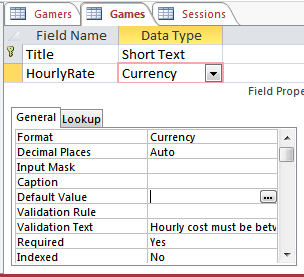 Gamers Games Sessions
Field Name Data Type
Title Short Text
HourlyRate Currency
Field Prope
General Lookup
Format Currency
Decimal Places Auto
Input Mask
Caption
Default Value ...
Validation Rule
Validation Text Hourly cost must be betw
Required Yes
Indexed No